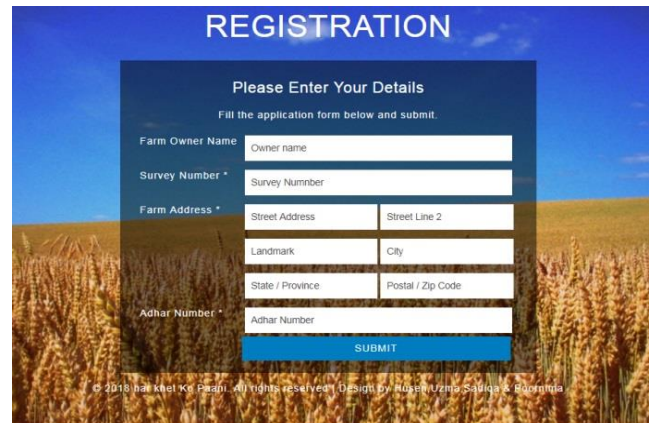 REGISTRATION
Please Enter Your Details
Fill the application form below and submit.
Farm Owner Name Owner name
Survey Number * Survey Numnber
Farm Address * Street Address Street Line 2
Landmark City
State / Province Postal / Zip Code
Adhar Number * Adhar Number
SUBMIT
© 2018 har khet Ko Paani. All rights reserved | Design by Husen,Uzma,Sadiqa & Poornima